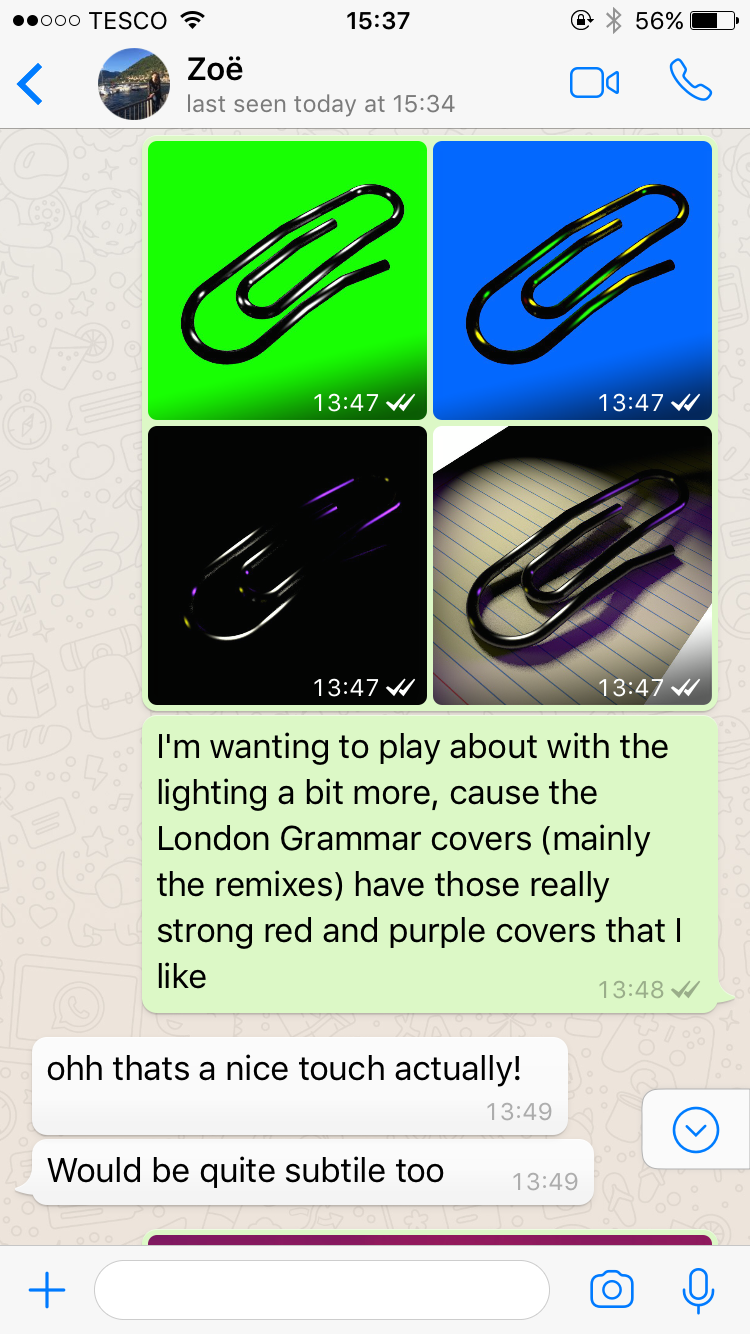 TESCO 15:37 56%
Zoë
last seen today at 15:34
13:47 13:47
13:47 13:47
I'm wanting to play about with the
lighting a bit more, cause the
London Grammar covers (mainly
the remixes) have those really
strong red and purple covers that I
like
13:48
ohh thats a nice touch actually!
13:49
Would be quite subtile too
13:49